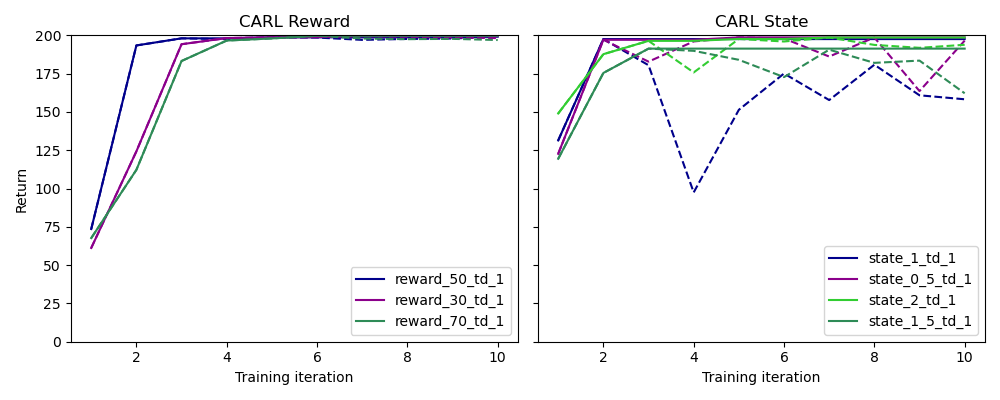 CARL Reward
CARL State
Return
200
175
150
125
100
75
50
25
0
2
4
6
8
10
Training iteration
reward_50_td_1
reward_30_td_1
reward_70_td_1
2
4
6
8
10
Training iteration
state_1_td_1
state_0_5_td_1
state_2_td_1
state_1_5_td_1